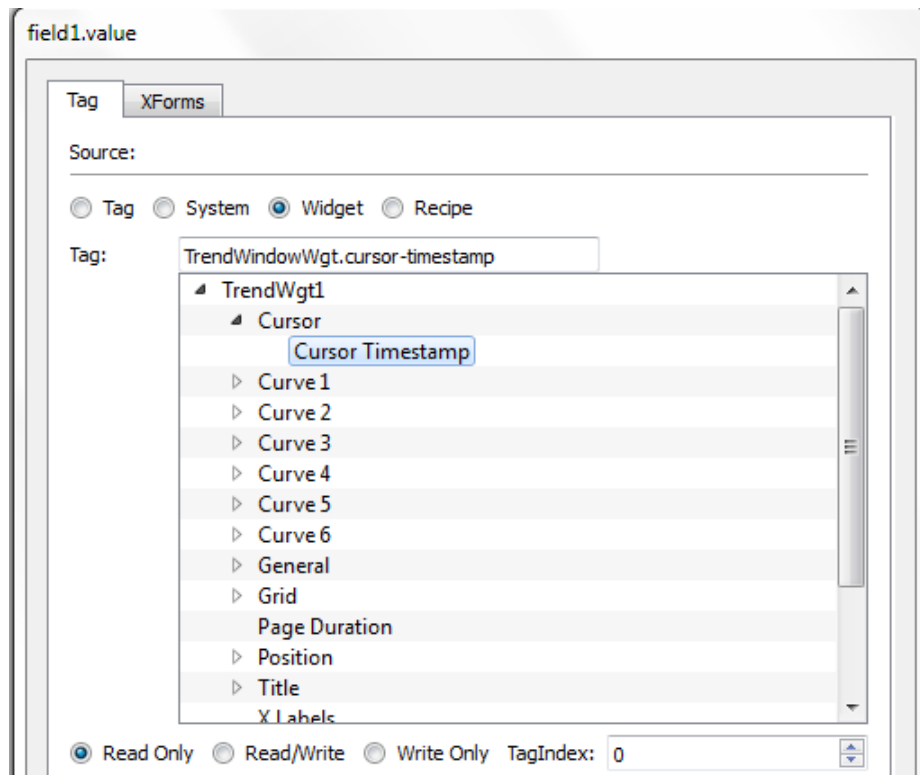 field1.value
Tag XForms
Source:
Tag System Widget Recipe
Tag: TrendWindowWgt.cursor-timestamp
TrendWgt1
Cursor
Cursor Timestamp
Curve 1
Curve 2
Curve 3
Curve 4
Curve 5
Curve 6
General
Grid
Page Duration
Position
Title
X Labels
Read Only Read/Write Write Only TagIndex: 0